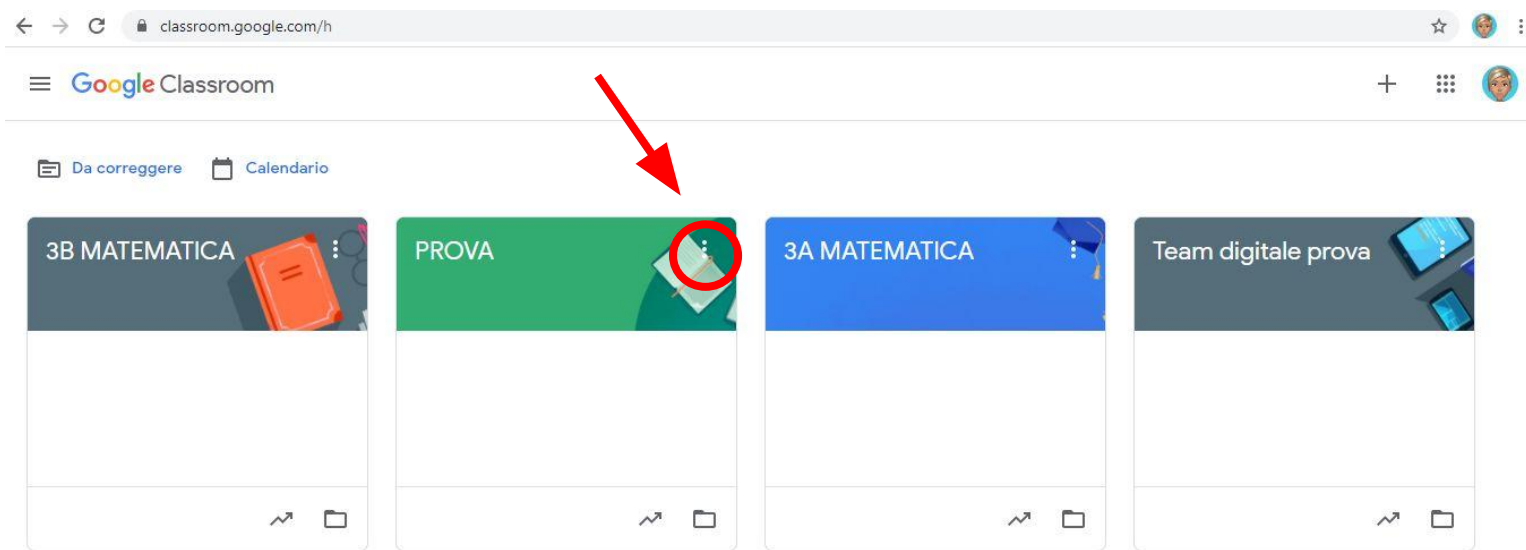 classroom.google.com/h
Google Classroom
Da correggere Calendario
3B MATEMATICA
PROVA
3A MATEMATICA
Team digitale prova